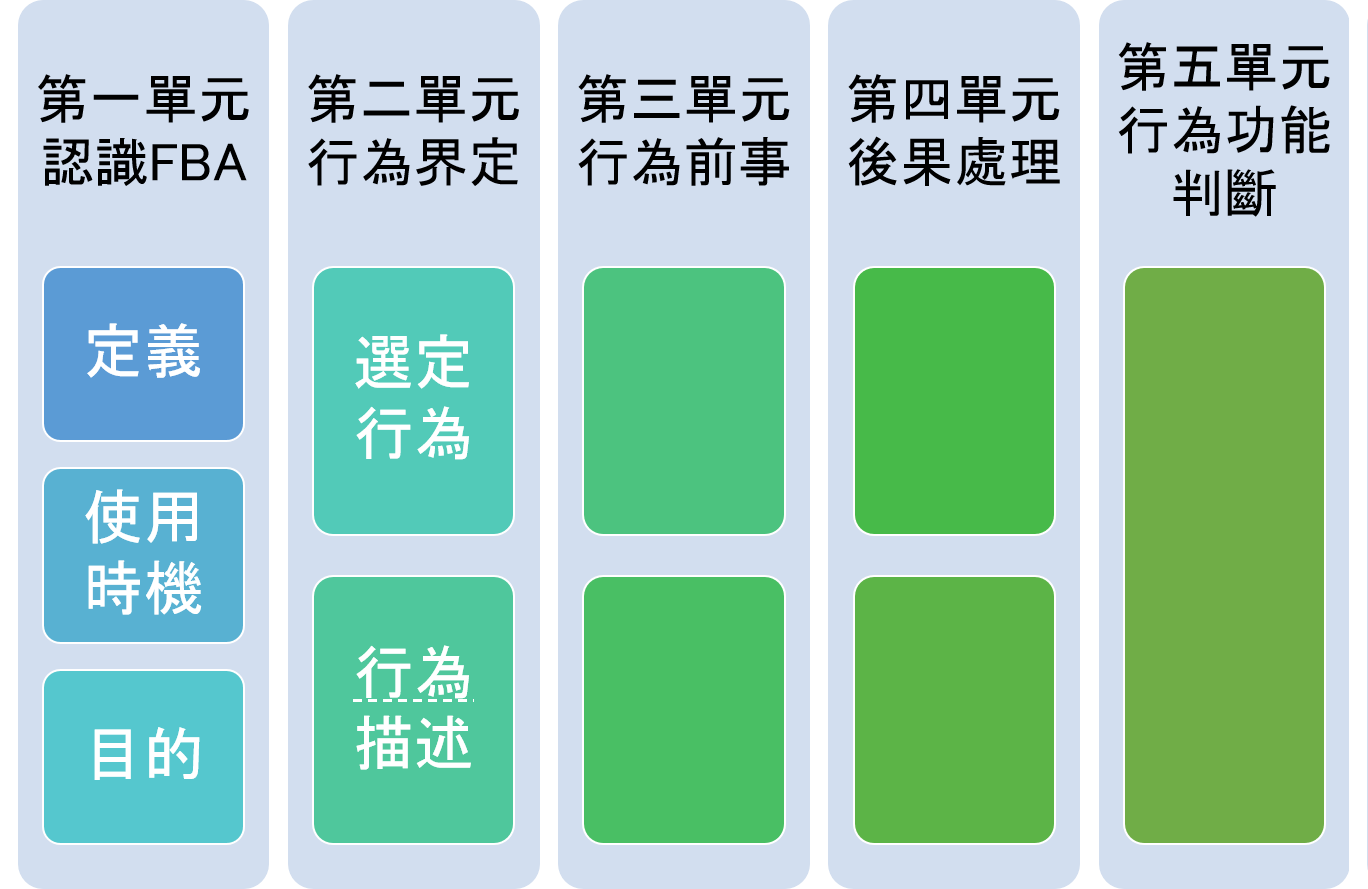 第一單元
認識FBA
定義
使用
時機
目的
第二單元
行為界定
選定
行為
行為
描述
第三單元
行為前事
第四單元
後果處理
第五單元
行為功能
判斷